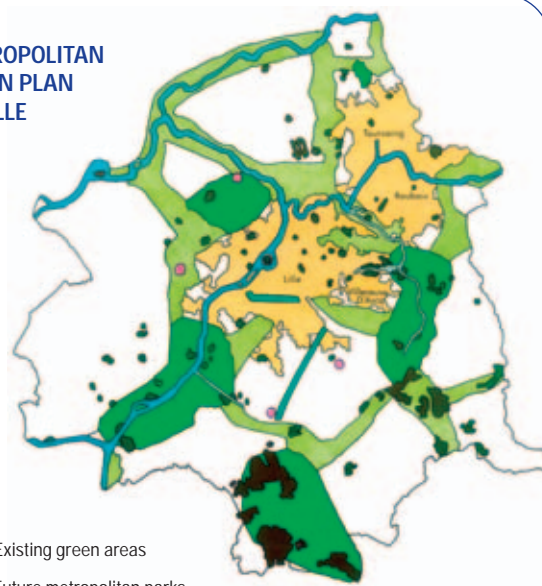 ROPOLITAN
N PLAN
LLE
Tourcoing
Roubaix
Lille
Villeneuve
D'Ascq
Existing green areas
Future metropolitan parks